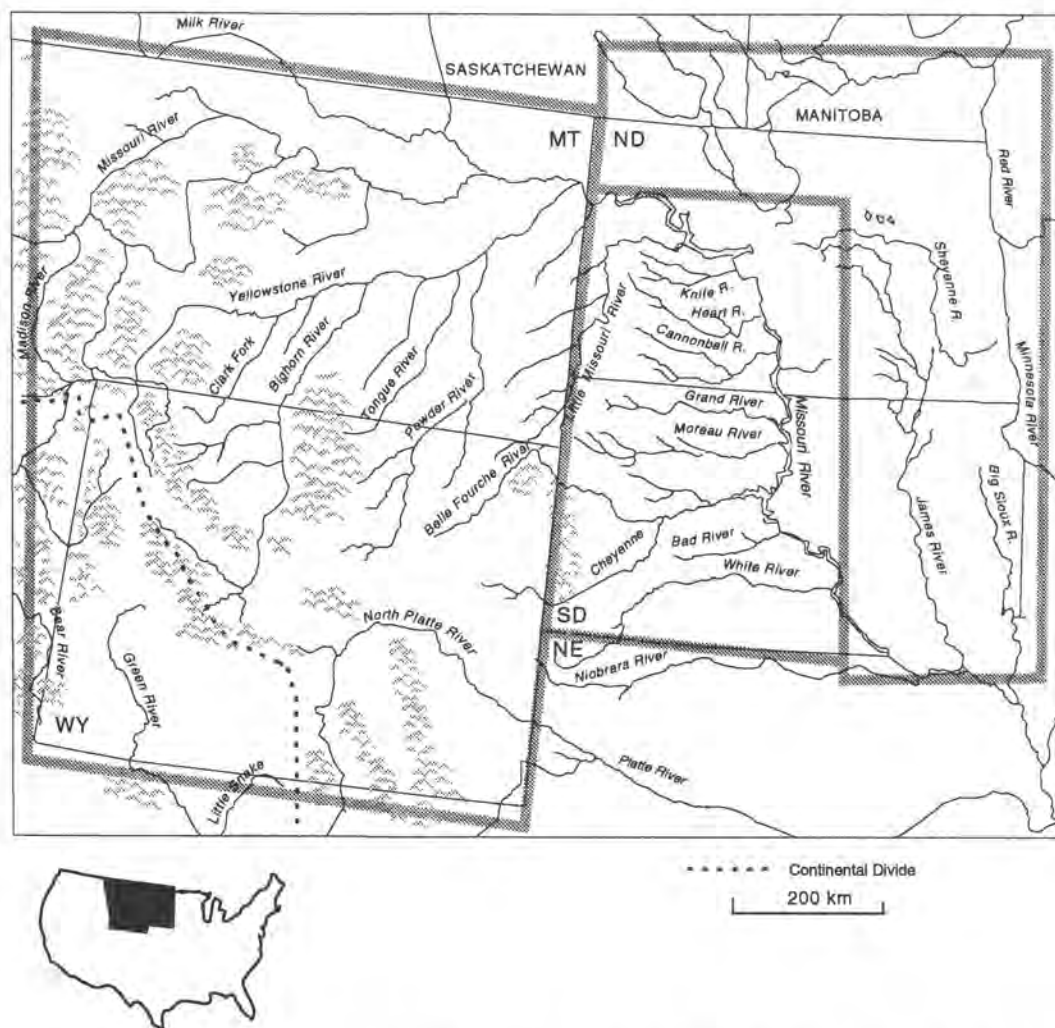 Milk River
SASKATCHEWAN
MANITOBA
MT
ND
Missouri River
Red River
Sheyenne R.
Madison River
Yellowstone River
Knife R.
Heart R.
Cannonball R.
Little Missouri River
Clark Fork
Bighorn River
Tongue River
Powder River
Minnesota River
Grand River
Moreau River
Missouri River
Belle Fourche River
Big Sioux R.
James River
Cheyenne
Bad River
White River
SD
NE
North Platte River
Niobrara River
Bear River
Green River
WY
Little Snake
Platte River
Continental Divide
200 km